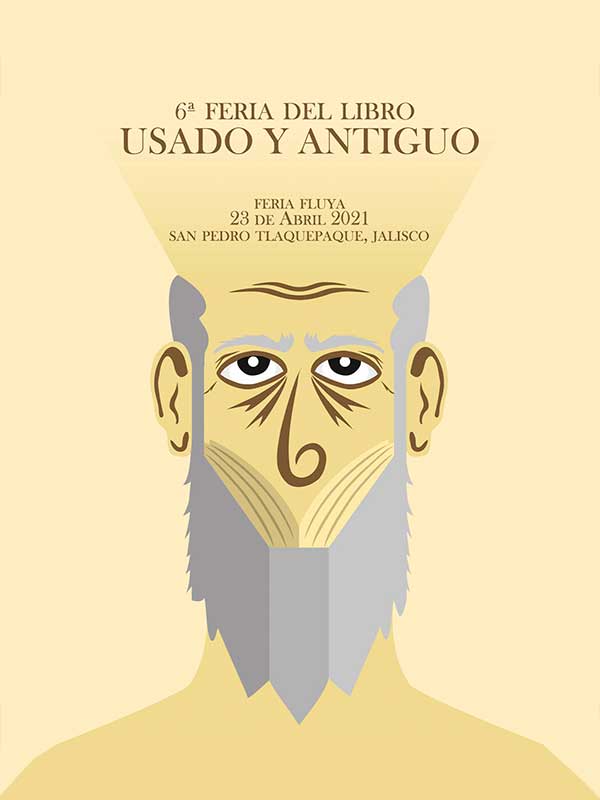 6ª FERIA DEL LIBRO
USADO Y ANTIGUO
FERIA FLUYA
23 DE ABRIL 2021
SAN PEDRO TLAQUEPAQUE, JALISCO